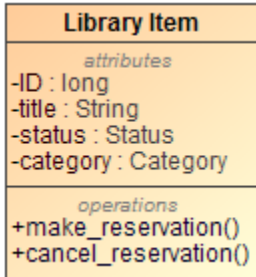 Library Item
attributes
-ID : long
-title : String
-status : Status
-category : Category
operations
+make_reservation()
+cancel_reservation()